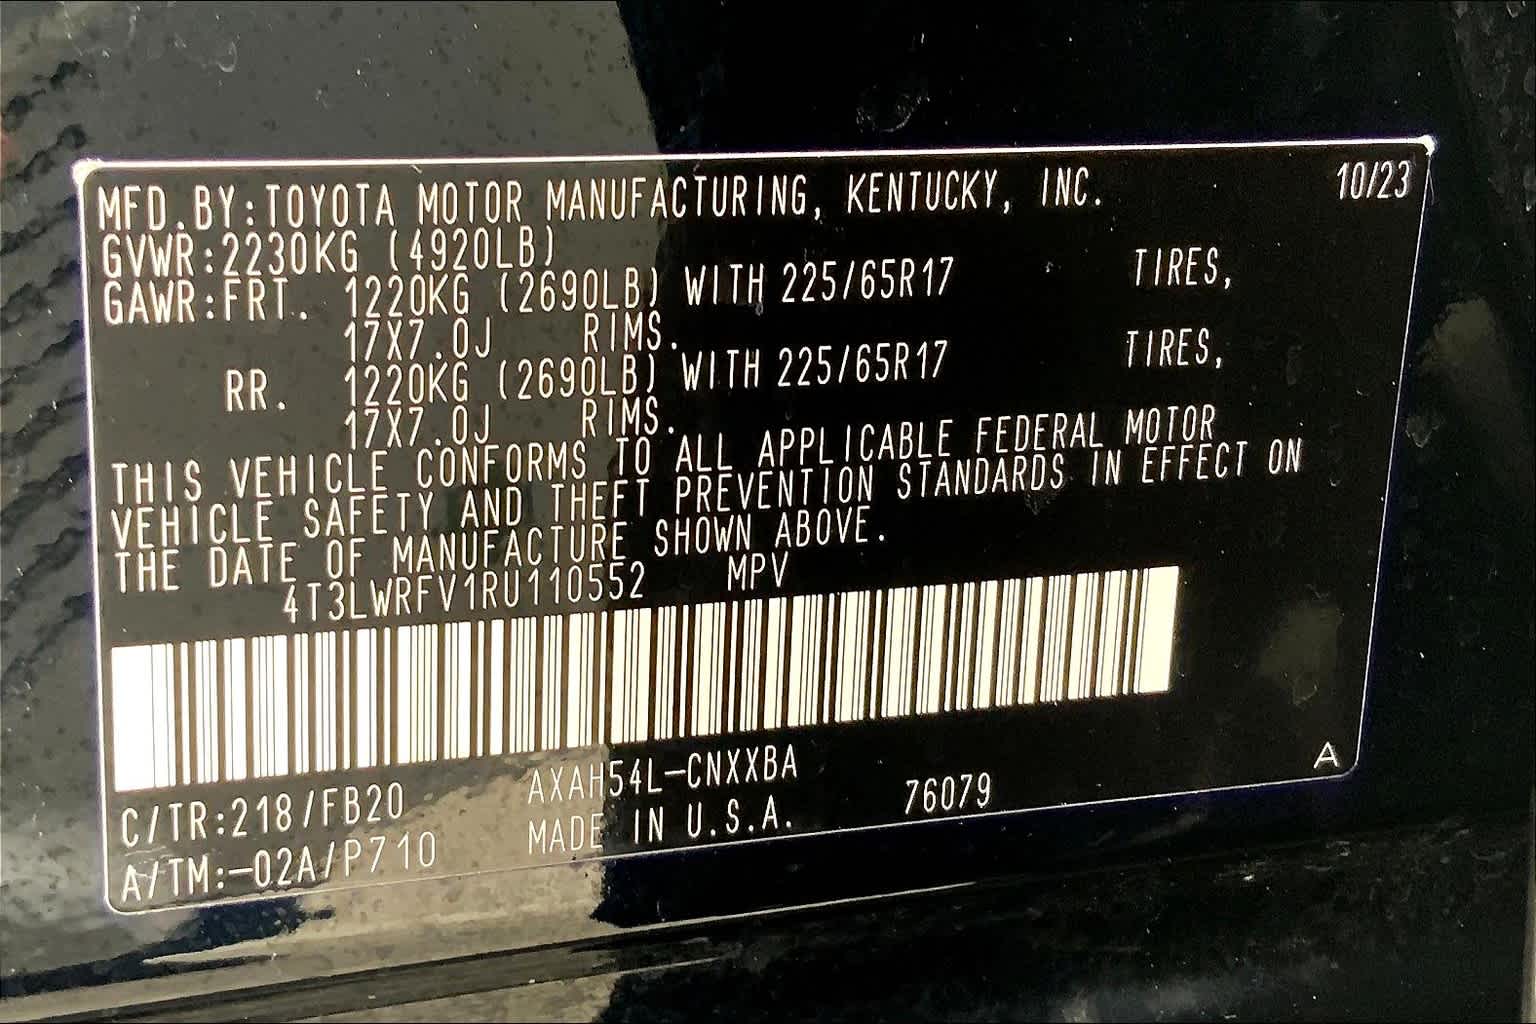 MFD.BY:TOYOTA MOTOR MANUFACTURING, KENTUCKY, INC. 10/23
GVWR:2230KG (4920LB)
GAWR:FRT. 1220KG (2690LB) WITH 225/65R17 TIRES,
17X7.0J RIMS.
RR. 1220KG (2690LB) WITH 225/65R17 TIRES,
17X7.0J RIMS.
THIS VEHICLE CONFORMS TO ALL APPLICABLE FEDERAL MOTOR
VEHICLE SAFETY AND THEFT PREVENTION STANDARDS IN EFFECT ON
THE DATE OF MANUFACTURE SHOWN ABOVE.
4T3LWRFV1RU110552 MPV
C/TR:218/FB20 AXAH54L-CNXXBA A
A/TM:-02A/P710 MADE IN U.S.A. 76079